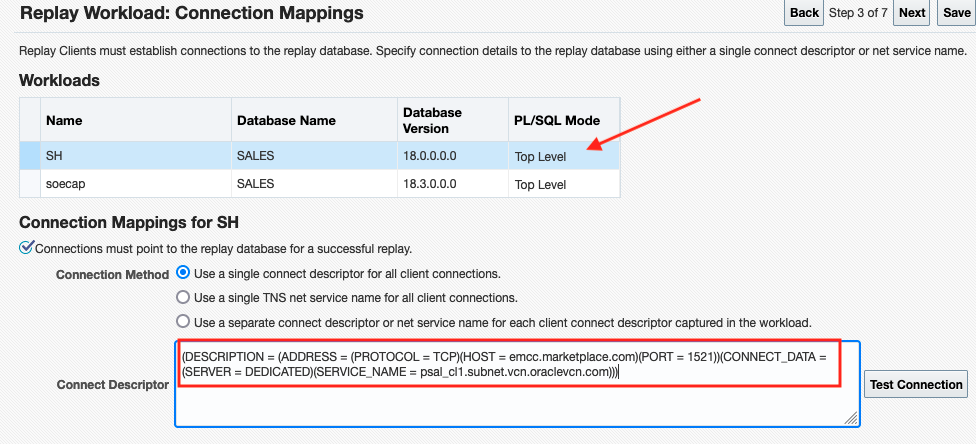 Replay Workload: Connection Mappings
Back Step 3 of 7 Next Save
Replay Clients must establish connections to the replay database. Specify connection details to the replay database using either a single connect descriptor or net service name.
Workloads
Name Database Name Database Version PL/SQL Mode
SH SALES 18.0.0.0.0 Top Level
soecap SALES 18.3.0.0.0 Top Level
Connection Mappings for SH
Connections must point to the replay database for a successful replay.
Connection Method Use a single connect descriptor for all client connections.
Use a single TNS net service name for all client connections.
Use a separate connect descriptor or net service name for each client connect descriptor captured in the workload.
(DESCRIPTION = (ADDRESS = (PROTOCOL = TCP)(HOST = emcc.marketplace.com)(PORT = 1521))(CONNECT_DATA =
(SERVER = DEDICATED)(SERVICE_NAME = psal_cl1.subnet.vcn.oraclevcn.com)))
Connect Descriptor
Test Connection